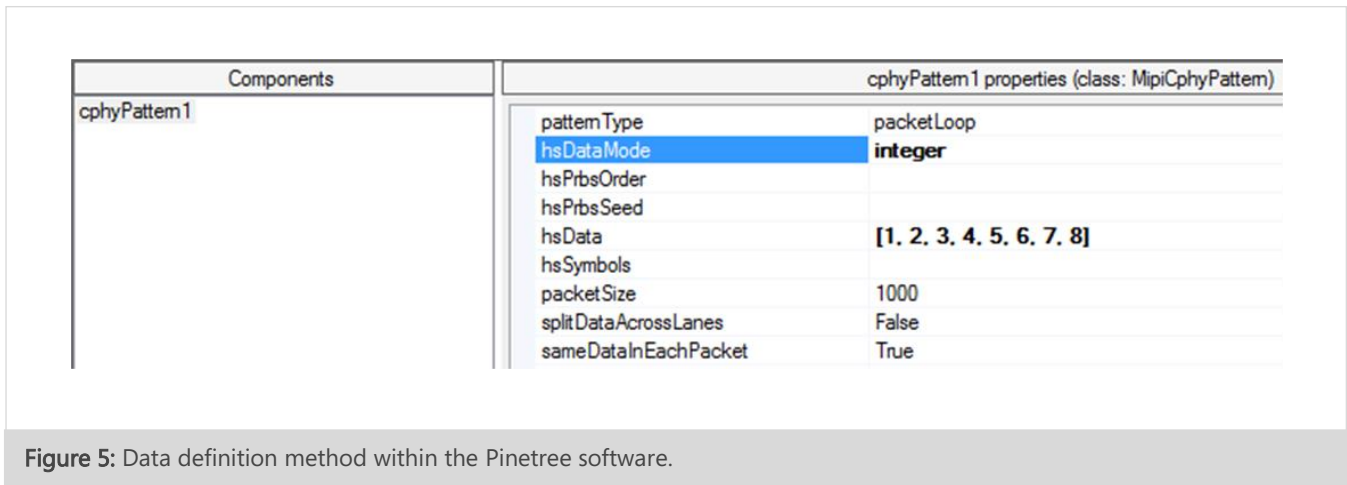 Components
cphyPattern1 properties (class: MipiCphyPattern)
cphyPattern1
patternType packetLoop
hsDataMode integer
hsPrbsOrder
hsPrbsSeed
hsData [1, 2, 3, 4, 5, 6, 7, 8]
hsSymbols
packetSize 1000
splitDataAcrossLanes False
sameDataInEachPacket True
Figure 5: Data definition method within the Pinetree software.